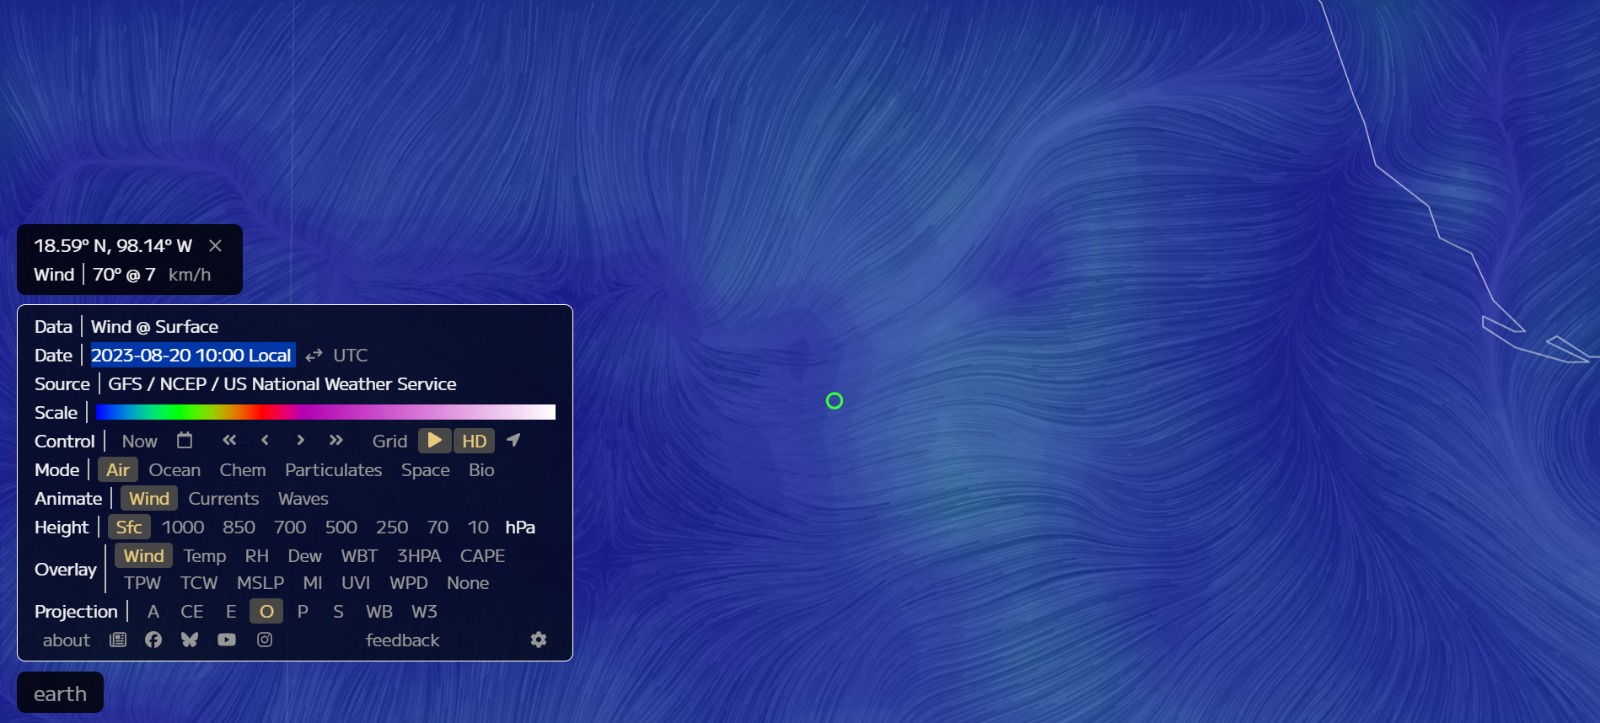 18.59° N, 98.14° W ×
Wind | 70° @ 7 km/h
Data | Wind @ Surface
Date | 2023-08-20 10:00 Local ⇄ UTC
Source | GFS / NCEP / US National Weather Service
Scale |
Control | Now « ‹ › » Grid HD
Mode | Air Ocean Chem Particulates Space Bio
Animate | Wind Currents Waves
Height | Sfc 1000 850 700 500 250 70 10 hPa
Overlay | Wind Temp RH Dew WBT 3HPA CAPE
TPW TCW MSLP MI UVI WPD None
Projection | A CE E O P S WB W3
about feedback
earth